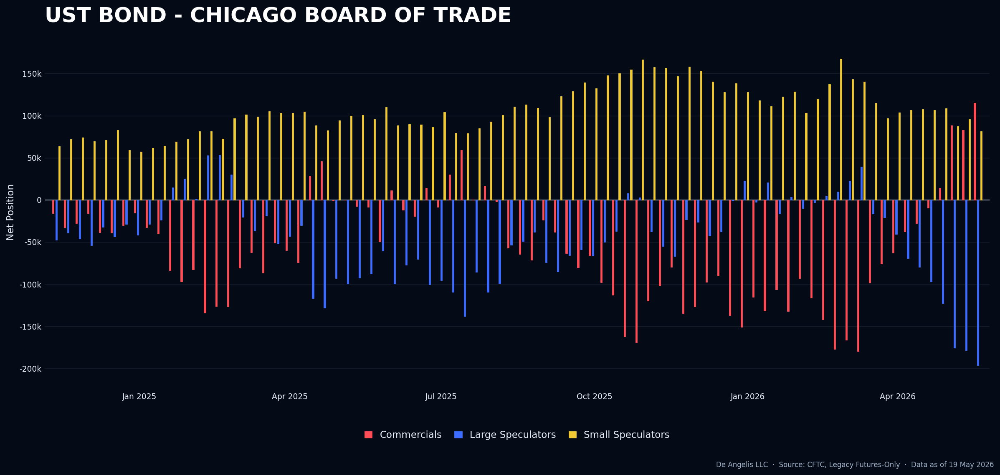 UST BOND - CHICAGO BOARD OF TRADE
Net Position
150k
100k
50k
0
-50k
-100k
-150k
-200k
Jan 2025 Apr 2025 Jul 2025 Oct 2025 Jan 2026 Apr 2026
Commercials Large Speculators Small Speculators
De Angelis LLC · Source: CFTC, Legacy Futures-Only · Data as of 19 May 2026